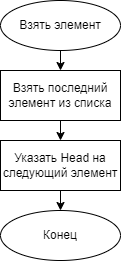 Взять элемент
Взять последний
элемент из списка
Указать Head на
следующий элемент
Конец